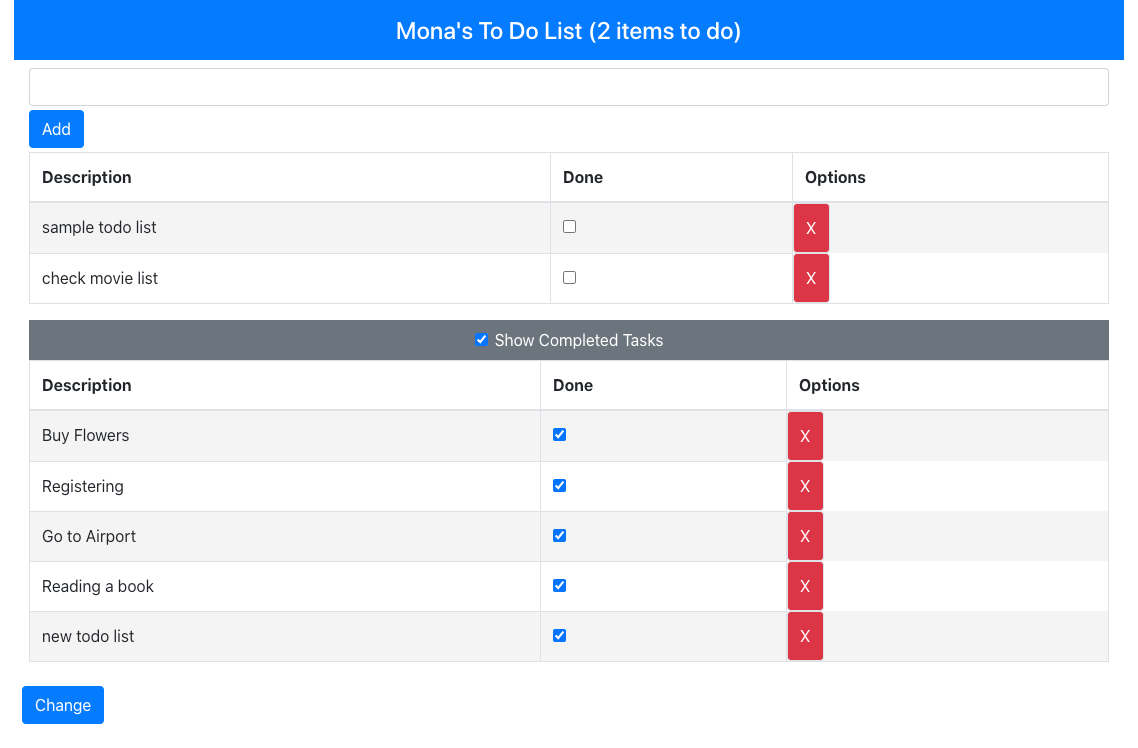 Mona's To Do List (2 items to do)
Add
Description Done Options
sample todo list X
check movie list X
Show Completed Tasks
Description Done Options
Buy Flowers X
Registering X
Go to Airport X
Reading a book X
new todo list X
Change